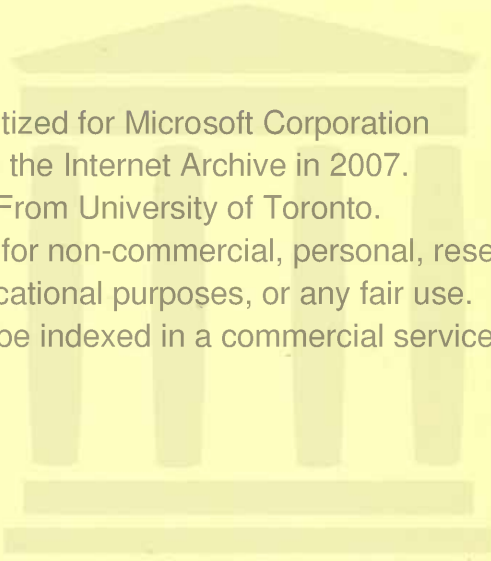 tized for Microsoft Corporation
the Internet Archive in 2007.
From University of Toronto.
for non-commercial, personal, rese
cational purposes, or any fair use.
be indexed in a commercial service